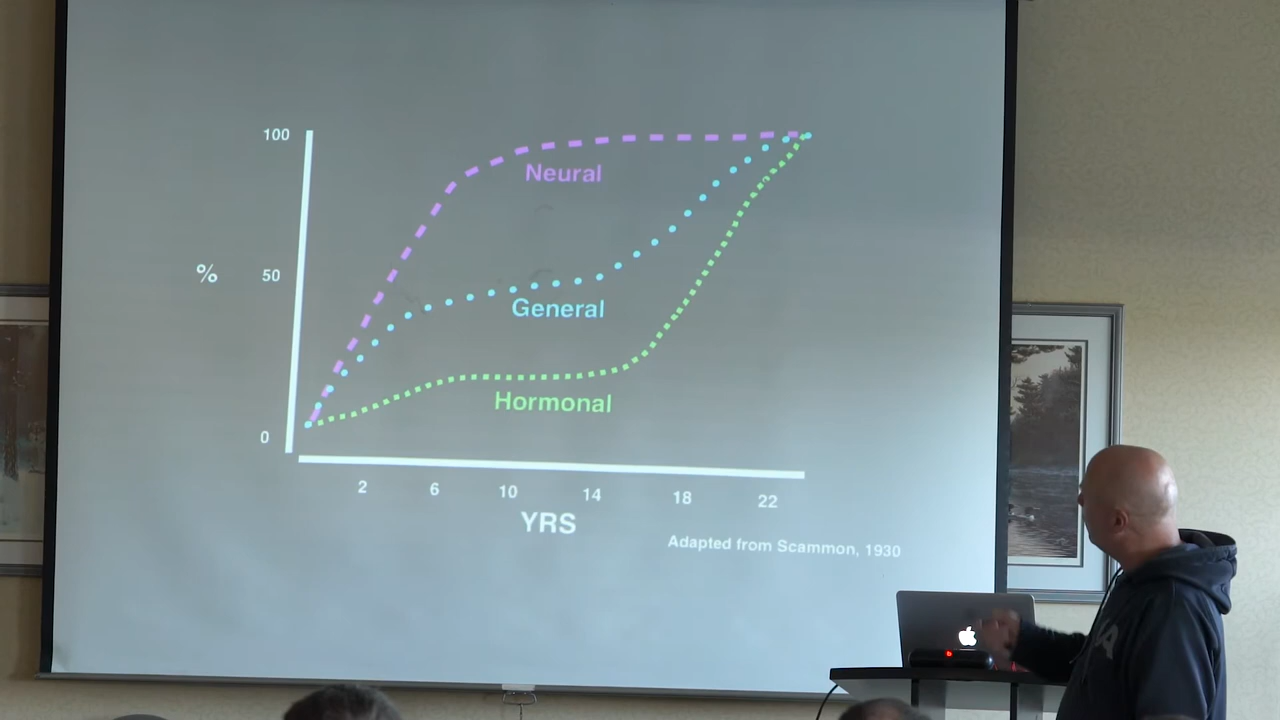 100
Neural
%
50
General
Hormonal
0
2 6 10 14 18 22
YRS
Adapted from Scammon, 1930